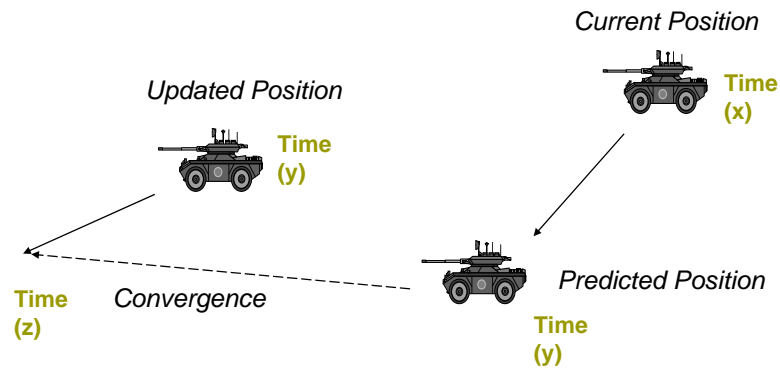 Current Position
Time
(x)
Updated Position
Time
(y)
Predicted Position
Time
(y)
Convergence
Time
(z)